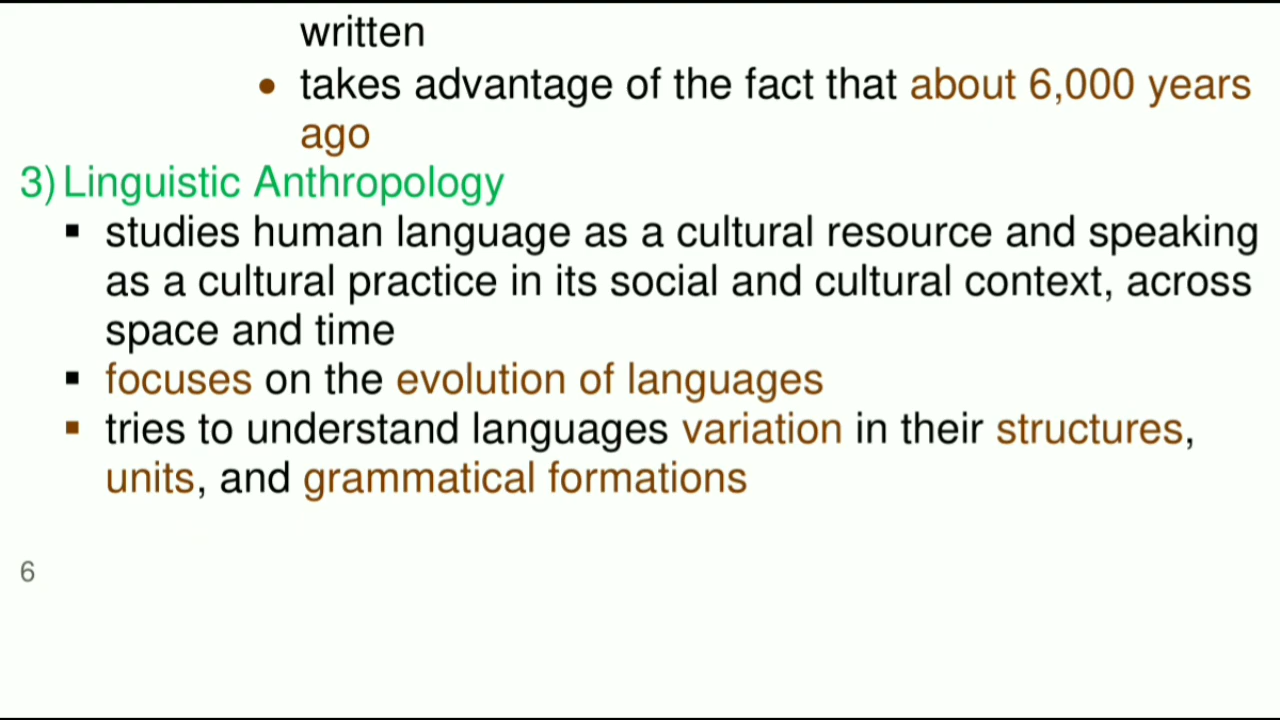 written
• takes advantage of the fact that about 6,000 years
ago
3) Linguistic Anthropology
▪ studies human language as a cultural resource and speaking
as a cultural practice in its social and cultural context, across
space and time
▪ focuses on the evolution of languages
▪ tries to understand languages variation in their structures,
units, and grammatical formations
6